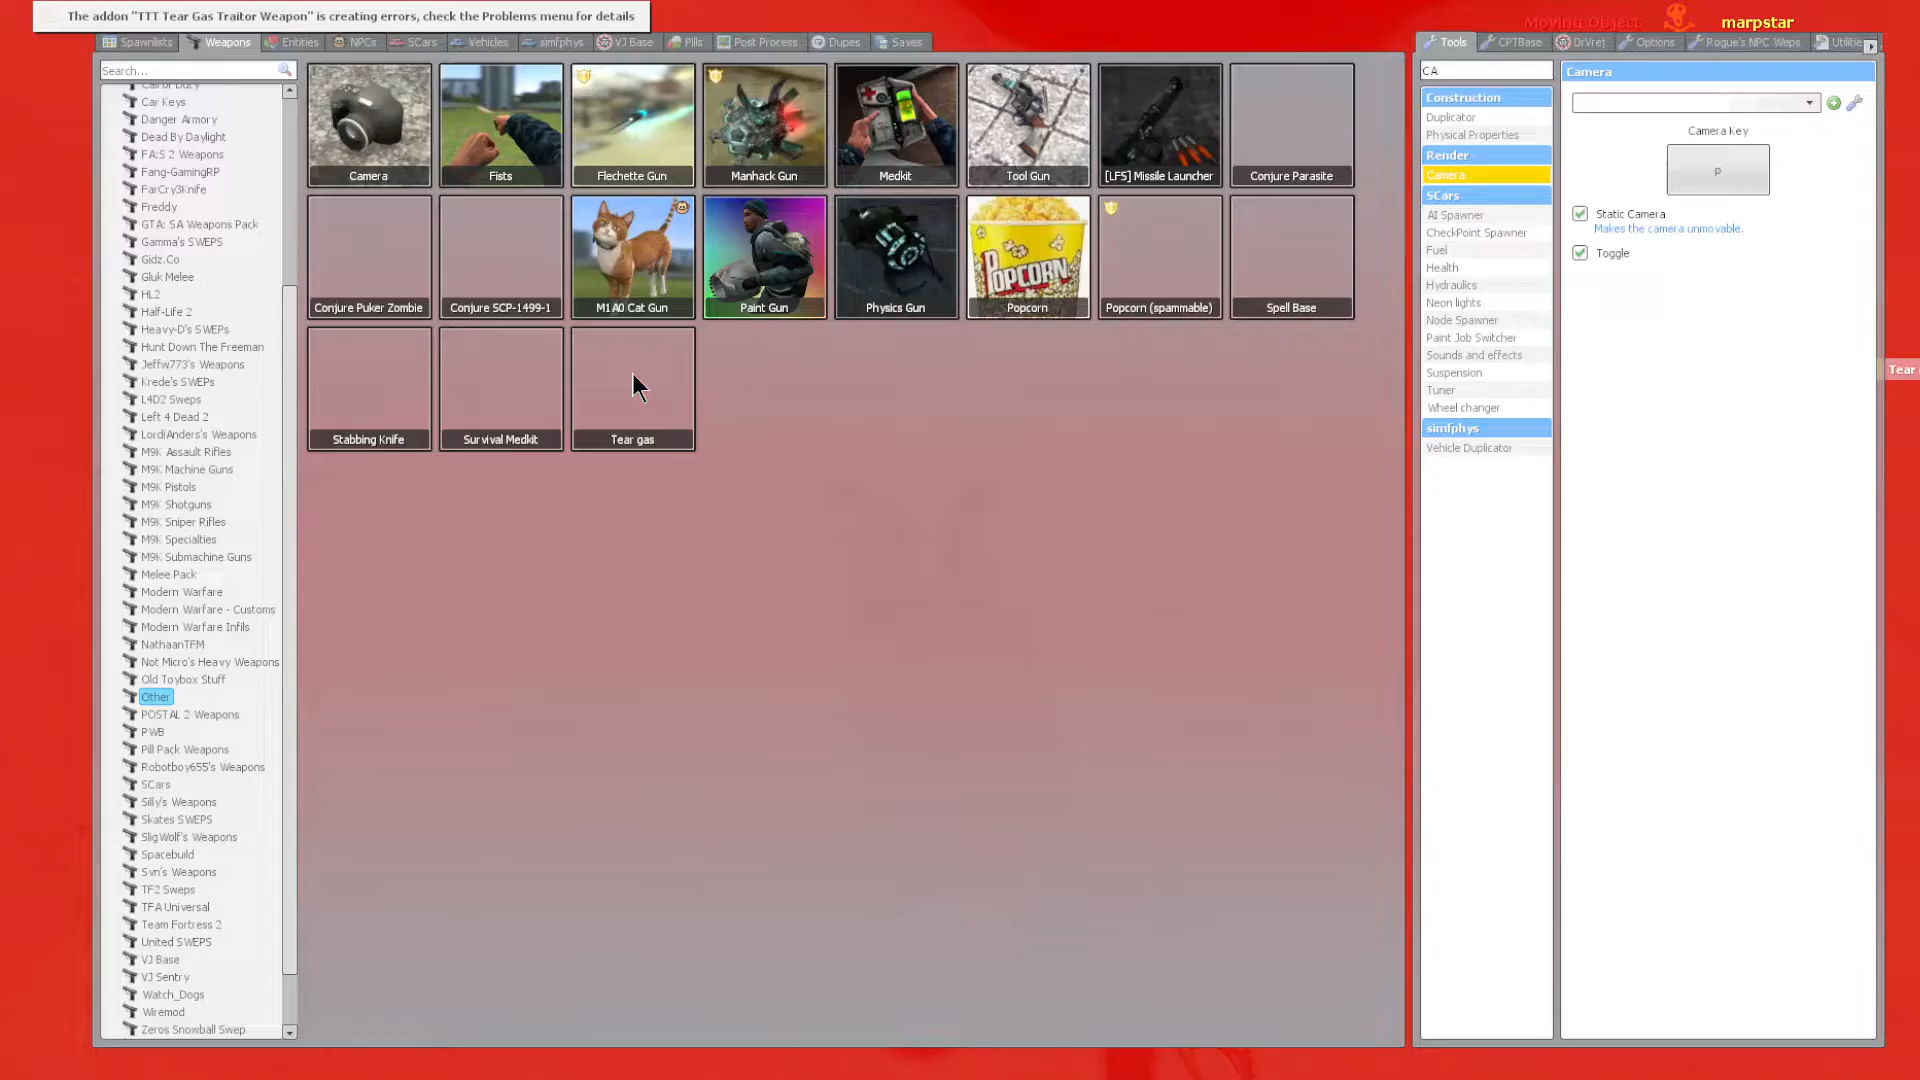 The addon "TTT Tear Gas Traitor Weapon" is creating errors, check the Problems menu for details
Moving Object
marpstar
Spawnlists
Weapons
Entities
NPCs
SCars
Vehicles
simfphys
VJ Base
Pills
Post Process
Dupes
Saves
Search...
Call of Duty
Car Keys
Danger Armory
Dead By Daylight
FA:S 2 Weapons
Fang-GamingRP
FarCry3Knife
Freddy
GTA: SA Weapons Pack
Gamma's SWEPS
Gidz.Co
Gluk Melee
HL2
Half-Life 2
Heavy-D's SWEPs
Hunt Down The Freeman
Jeffw773's Weapons
Krede's SWEPs
L4D2 Sweps
Left 4 Dead 2
LordiAnders's Weapons
M9K Assault Rifles
M9K Machine Guns
M9K Pistols
M9K Shotguns
M9K Sniper Rifles
M9K Specialties
M9K Submachine Guns
Melee Pack
Modern Warfare
Modern Warfare - Customs
Modern Warfare Infils
NathaanTFM
Not Micro's Heavy Weapons
Old Toybox Stuff
Other
POSTAL 2 Weapons
PWB
Pill Pack Weapons
Robotboy655's Weapons
SCars
Silly's Weapons
Skates SWEPS
SligWolf's Weapons
Spacebuild
Svn's Weapons
TF2 Sweps
TFA Universal
Team Fortress 2
United SWEPS
VJ Base
VJ Sentry
Watch_Dogs
Wiremod
Zeros Snowball Swep
Camera
Fists
Flechette Gun
Manhack Gun
Medkit
Tool Gun
[LFS] Missile Launcher
Conjure Parasite
Conjure Puker Zombie
Conjure SCP-1499-1
M1A0 Cat Gun
Paint Gun
Physics Gun
POPCORN
Popcorn
Popcorn (spammable)
Spell Base
Stabbing Knife
Survival Medkit
Tear gas
Tools
CPTBase
DrVrej
Options
Rogue's NPC Weps
Utilitie
CA
Construction
Duplicator
Physical Properties
Render
Camera
SCars
AI Spawner
CheckPoint Spawner
Fuel
Health
Hydraulics
Neon lights
Node Spawner
Paint Job Switcher
Sounds and effects
Suspension
Tuner
Wheel changer
simfphys
Vehicle Duplicator
Camera
Camera Key
p
Static Camera
Makes the camera unmovable.
Toggle
Tear